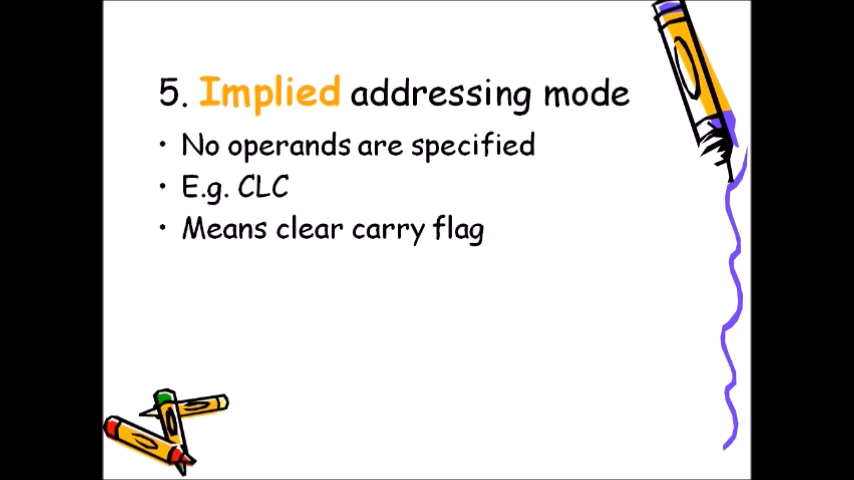 5. Implied addressing mode
• No operands are specified
• E.g. CLC
• Means clear carry flag